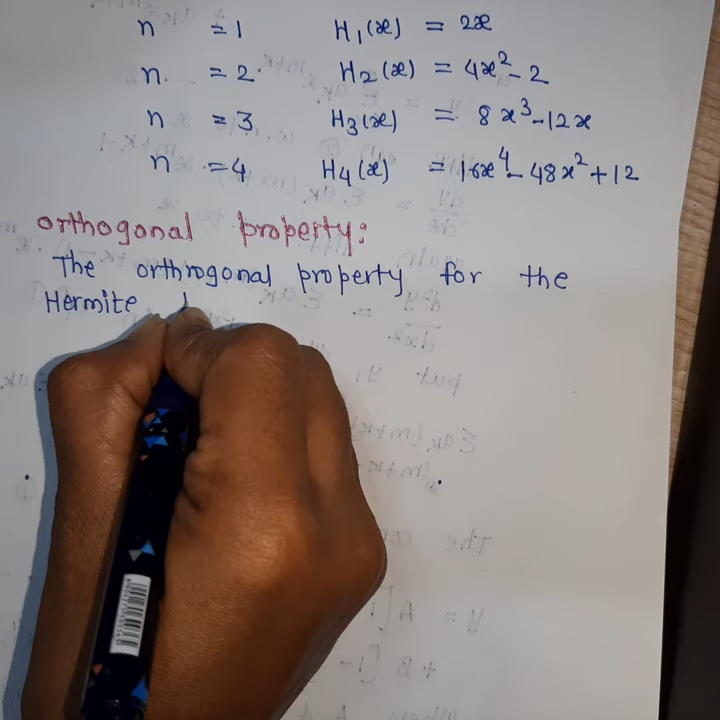 n = 1 H₁(x) = 2x
n = 2 H₂(x) = 4x² - 2
n = 3 H₃(x) = 8x³ - 12x
n = 4 H₄(x) = 16x⁴ - 48x² + 12
orthogonal property:
The orthrogonal property for the
Hermite